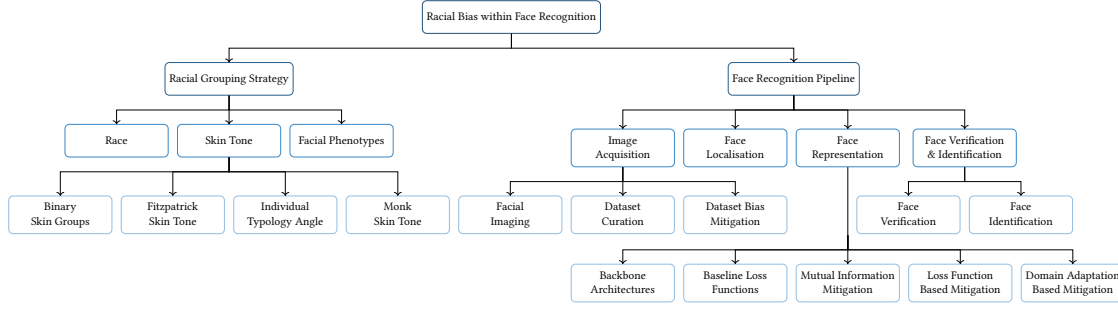 Racial Bias within Face Recognition
Racial Grouping Strategy
Face Recognition Pipeline
Race
Skin Tone
Facial Phenotypes
Image
Acquisition
Face
Localisation
Face
Representation
Face Verification
& Identification
Binary
Skin Groups
Fitzpatrick
Skin Tone
Individual
Typology Angle
Monk
Skin Tone
Facial
Imaging
Dataset
Curation
Dataset Bias
Mitigation
Face
Verification
Face
Identification
Backbone
Architectures
Baseline Loss
Functions
Mutual Information
Mitigation
Loss Function
Based Mitigation
Domain Adaptation
Based Mitigation